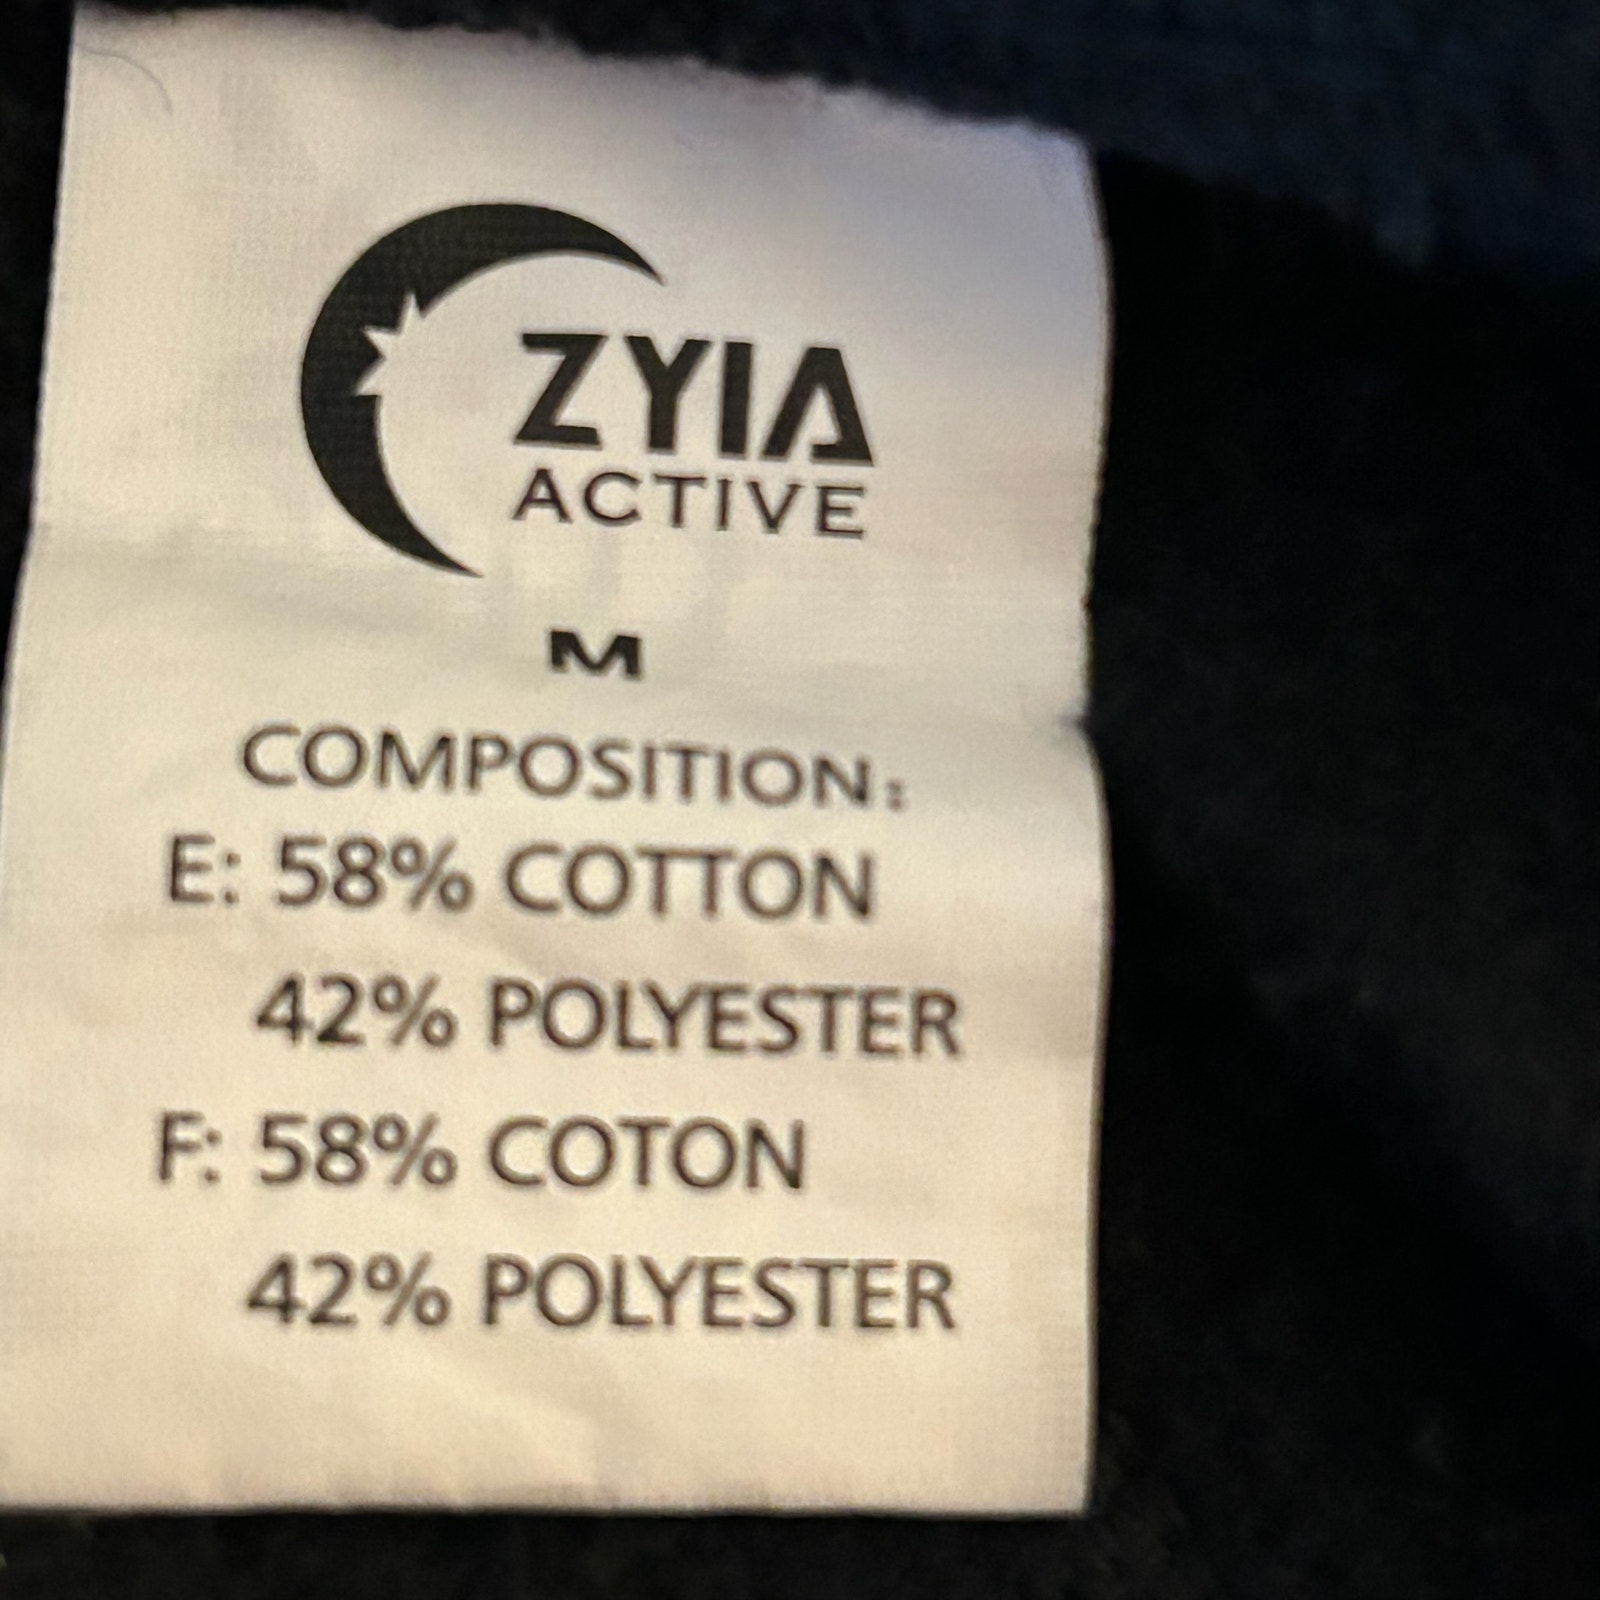 ZYIA
ACTIVE
M
COMPOSITION:
E: 58% COTTON
42% POLYESTER
F: 58% COTON
42% POLYESTER